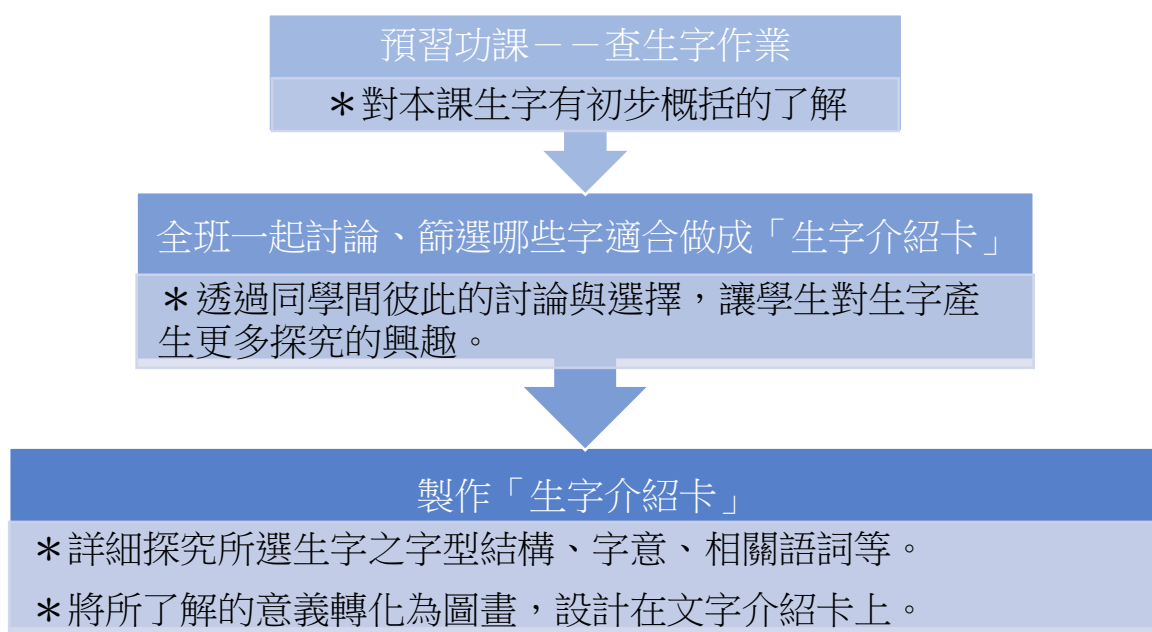 預習功課－－查生字作業
＊對本課生字有初步概括的了解
全班一起討論、篩選哪些字適合做成「生字介紹卡」
＊透過同學間彼此的討論與選擇，讓學生對生字產
生更多探究的興趣。
製作「生字介紹卡」
＊詳細探究所選生字之字型結構、字意、相關語詞等。
＊將所了解的意義轉化為圖畫，設計在文字介紹卡上。